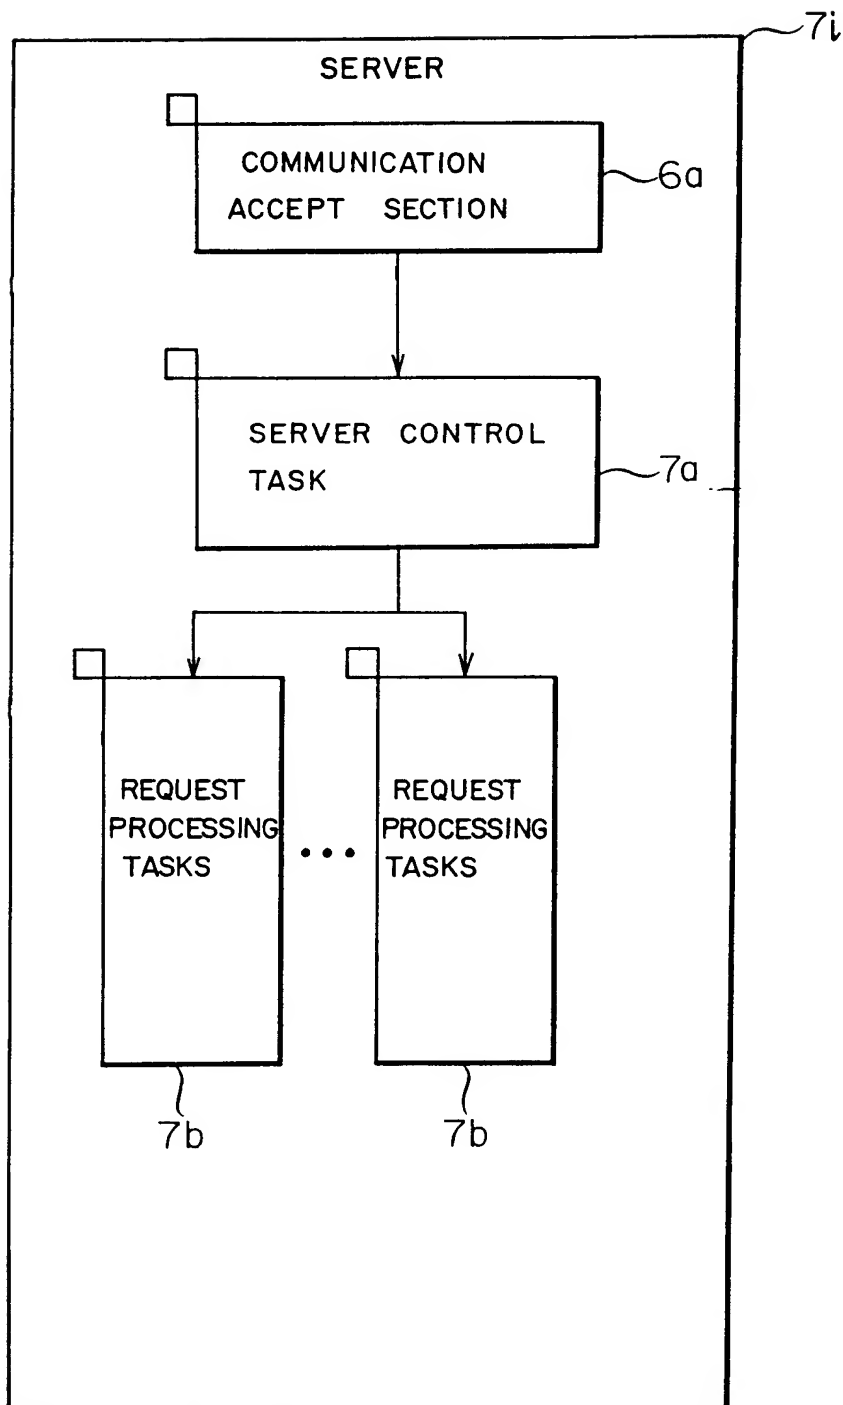 7i
SERVER
COMMUNICATION
ACCEPT SECTION
6a
SERVER CONTROL
TASK
7a
REQUEST
PROCESSING
TASKS
...
REQUEST
PROCESSING
TASKS
7b
7b